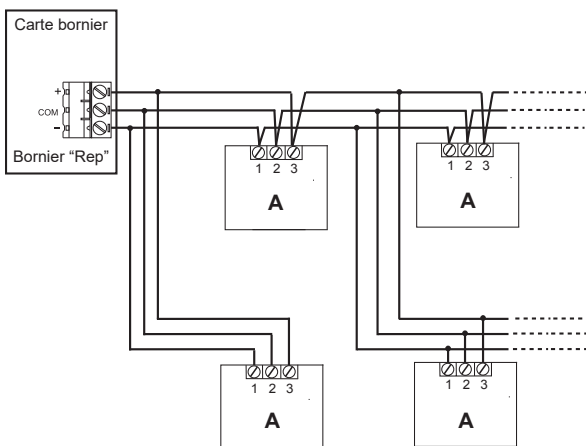 Carte bornier
+
COM
–
Bornier “Rep”
1 2 3
A
1 2 3
A
1 2 3
A
1 2 3
A